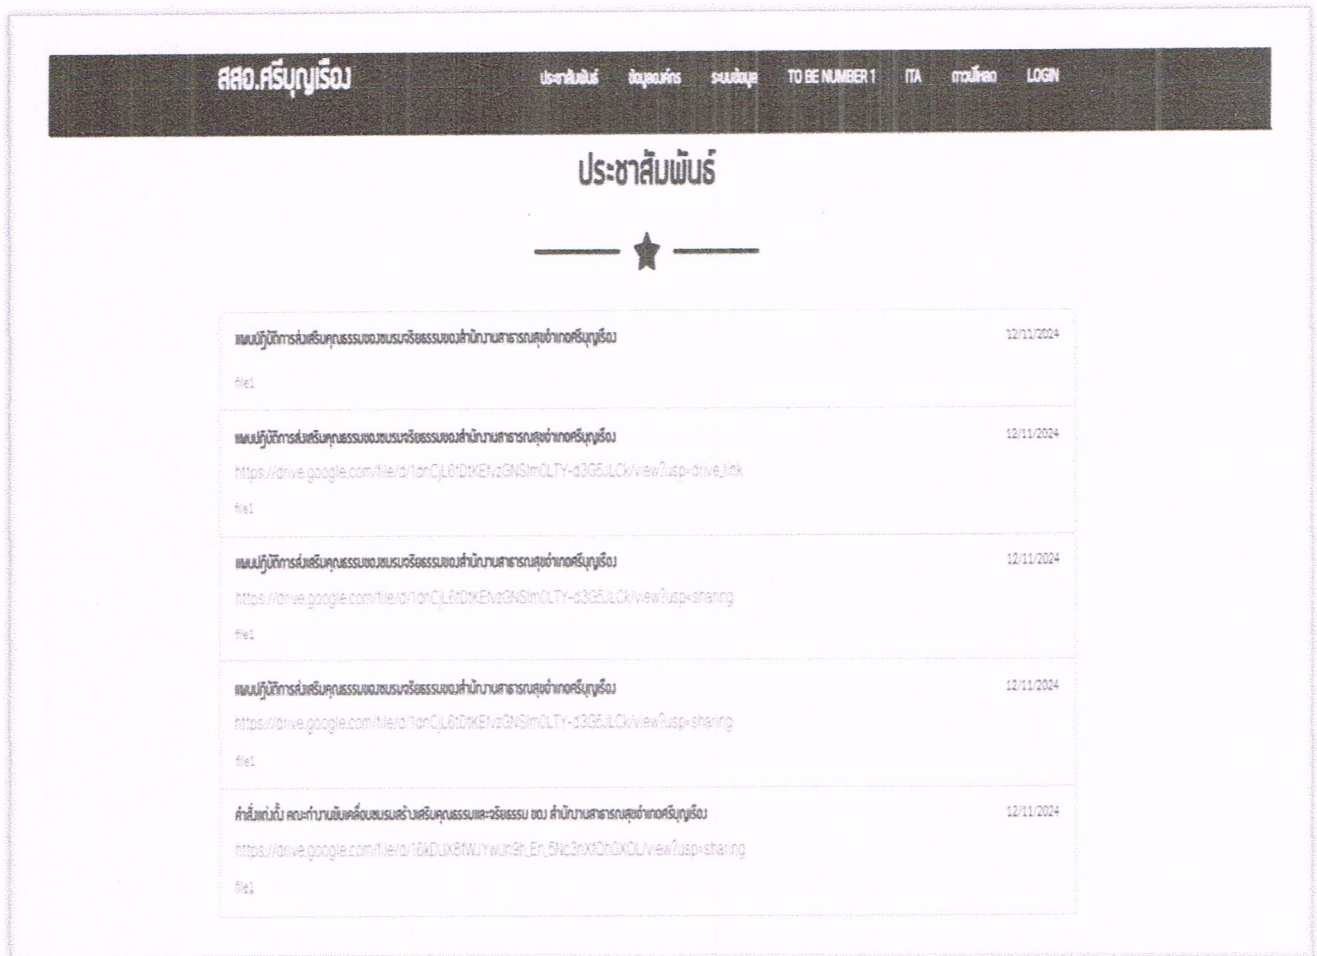 สสอ.ศรีบุญเรือง
ประชาสัมพันธ์ ข้อมูลองค์กร ระบบข้อมูล TO BE NUMBER 1 ITA ดาวน์โหลด LOGIN
ประชาสัมพันธ์
แผนปฏิบัติการส่งเสริมคุณธรรมของชมรมจริยธรรมของสำนักงานสาธารณสุขอำเภอศรีบุญเรือง 12/11/2024
file1
แผนปฏิบัติการส่งเสริมคุณธรรมของชมรมจริยธรรมของสำนักงานสาธารณสุขอำเภอศรีบุญเรือง 12/11/2024
file1
แผนปฏิบัติการส่งเสริมคุณธรรมของชมรมจริยธรรมของสำนักงานสาธารณสุขอำเภอศรีบุญเรือง 12/11/2024
file1
แผนปฏิบัติการส่งเสริมคุณธรรมของชมรมจริยธรรมของสำนักงานสาธารณสุขอำเภอศรีบุญเรือง 12/11/2024
file1
คำสั่งแต่งตั้ง คณะทำงานขับเคลื่อนชมรมสร้างเสริมคุณธรรมและจริยธรรม ของ สำนักงานสาธารณสุขอำเภอศรีบุญเรือง 12/11/2024
file1